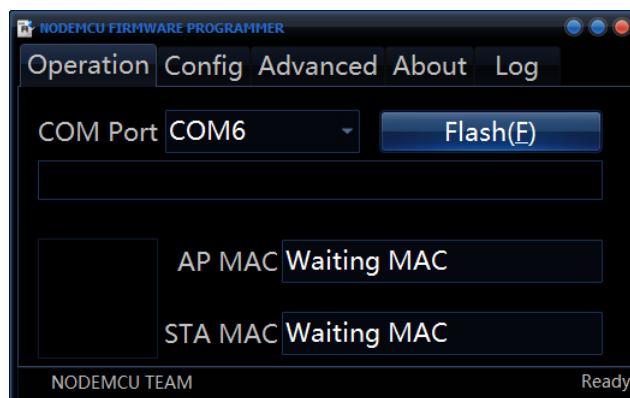 NODEMCU FIRMWARE PROGRAMMER
Operation Config Advanced About Log
COM Port COM6 Flash(F)
AP MAC Waiting MAC
STA MAC Waiting MAC
NODEMCU TEAM Ready